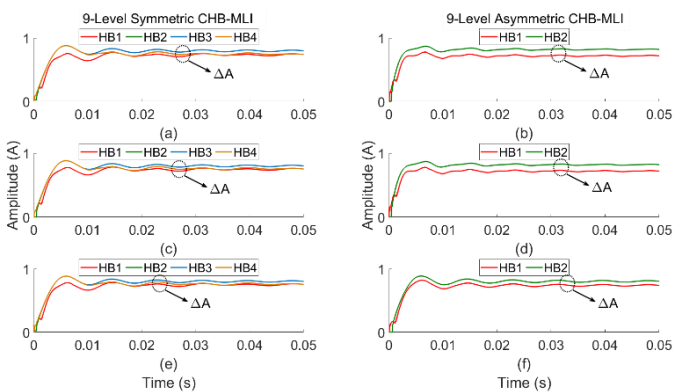 9-Level Symmetric CHB-MLI
HB1 HB2 HB3 HB4
1
0
0 0.01 0.02 0.03 0.04 0.05
ΔA
(a)
9-Level Asymmetric CHB-MLI
HB1 HB2
1
0
0 0.01 0.02 0.03 0.04 0.05
ΔA
(b)
Amplitude (A)
HB1 HB2 HB3 HB4
1
0
0 0.01 0.02 0.03 0.04 0.05
ΔA
(c)
Amplitude (A)
HB1 HB2
1
0
0 0.01 0.02 0.03 0.04 0.05
ΔA
(d)
HB1 HB2 HB3 HB4
1
0
0 0.01 0.02 0.03 0.04 0.05
ΔA
(e)
Time (s)
HB1 HB2
1
0
0 0.01 0.02 0.03 0.04 0.05
ΔA
(f)
Time (s)